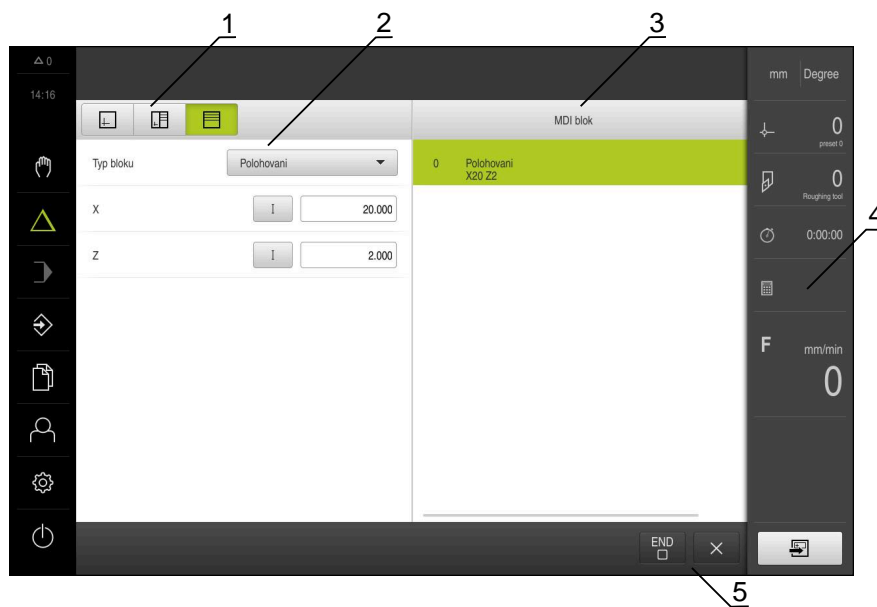 1
2
3
0
14:16
mm Degree
MDI blok
0
preset 0
Typ bloku
Polohovani
0 Polohovani
X20 Z2
0
Roughing tool
X
I
20.000
4
0:00:00
Z
I
2.000
F mm/min
0
END
5